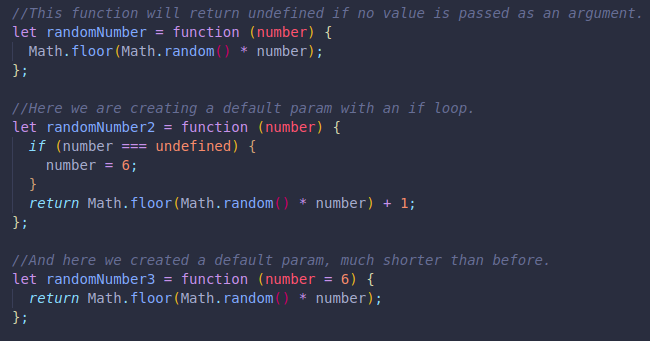 //This function will return undefined if no value is passed as an argument.
let randomNumber = function (number) {
  Math.floor(Math.random() * number);
};

//Here we are creating a default param with an if loop.
let randomNumber2 = function (number) {
  if (number === undefined) {
    number = 6;
  }
  return Math.floor(Math.random() * number) + 1;
};

//And here we created a default param, much shorter than before.
let randomNumber3 = function (number = 6) {
  return Math.floor(Math.random() * number);
};